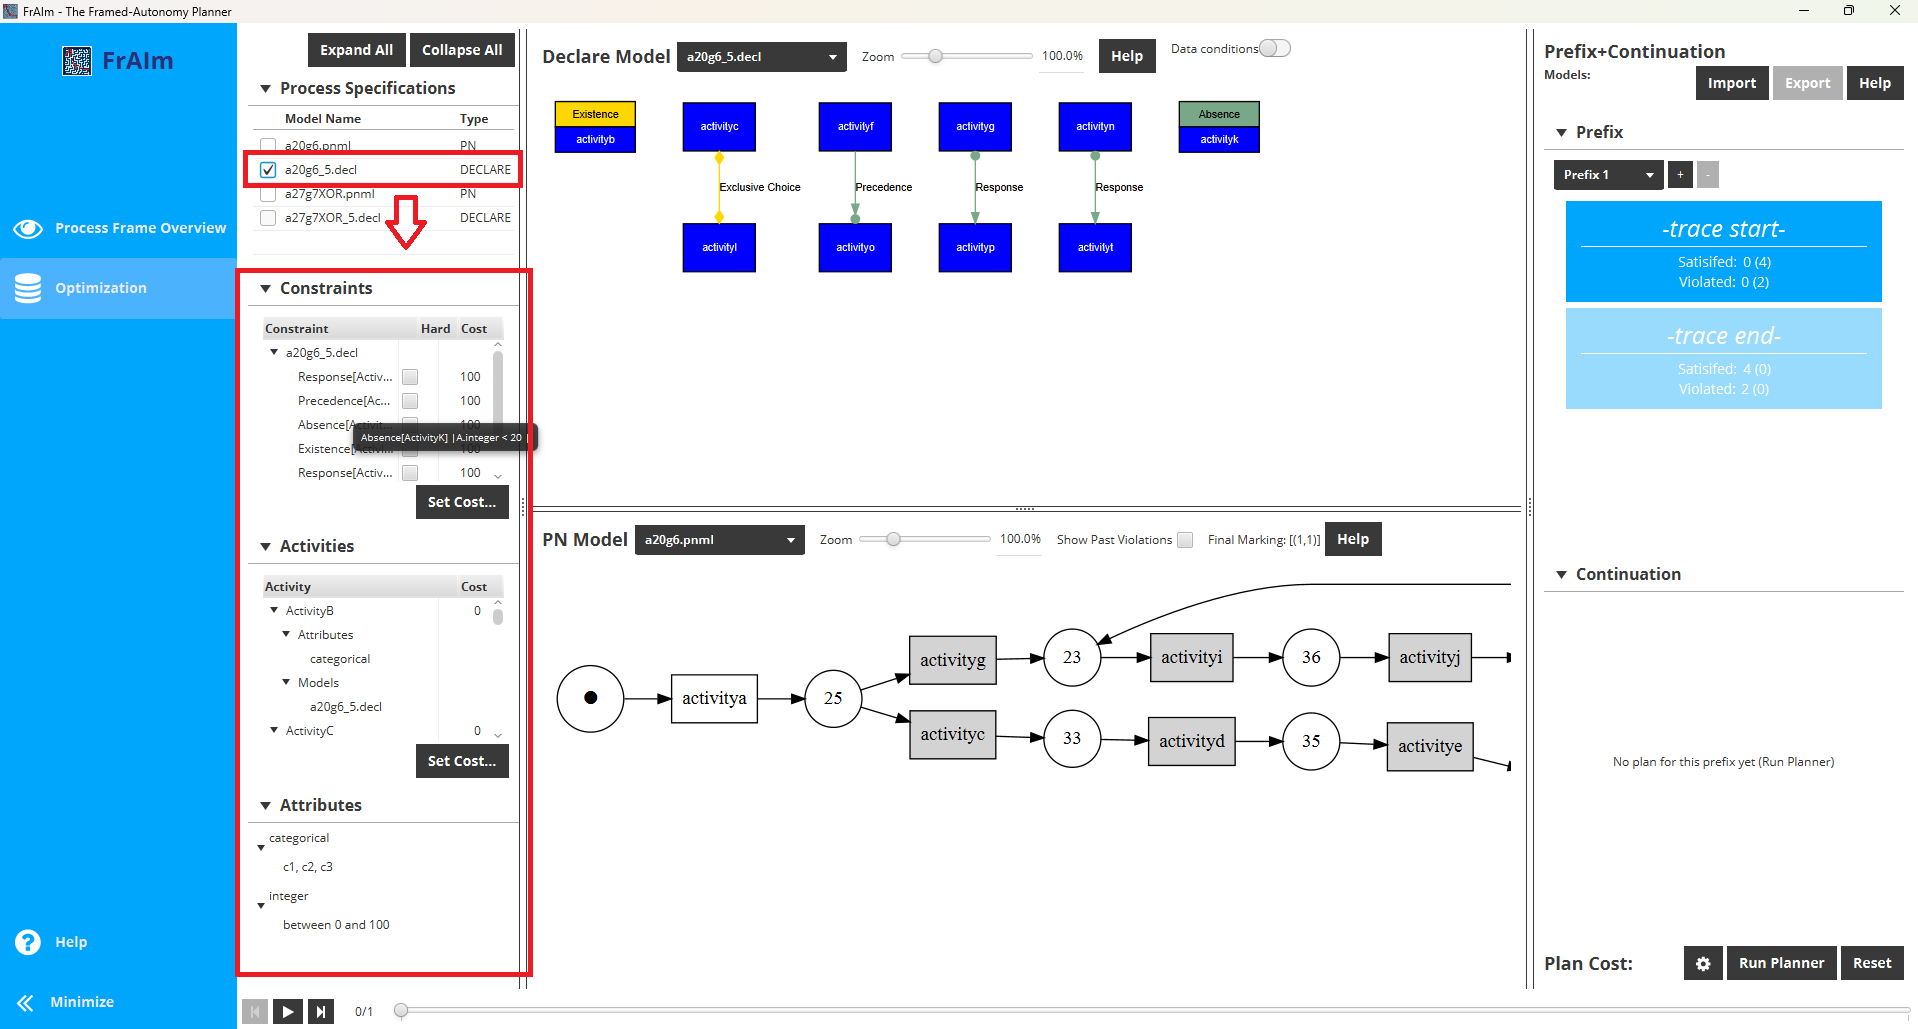 FrAIm - The Framed-Autonomy Planner
FrAIm
Process Frame Overview
Optimization
Help
Minimize
Expand All
Collapse All
Process Specifications
Model Name Type
a20g6.pnml PN
a20g6_5.decl DECLARE
a27g7XOR.pnml PN
a27g7XOR_5.decl DECLARE
Constraints
Constraint Hard Cost
a20g6_5.decl
Response[Activ... 100
Precedence[Ac... 100
Absence[Activit... 100
Absence[ActivityK] |A.integer < 20 |
Existence[Activi... 100
Response[Activ... 100
Set Cost...
Activities
Activity Cost
ActivityB 0
Attributes
categorical
Models
a20g6_5.decl
ActivityC 0
Set Cost...
Attributes
categorical
c1, c2, c3
integer
between 0 and 100
Declare Model a20g6_5.decl Zoom 100.0% Help Data conditions
Existence
activityb
activityc
Exclusive Choice
activityl
activityf
Precedence
activityo
activityg
Response
activityp
activityn
Response
activityt
Absence
activityk
PN Model a20g6.pnml Zoom 100.0% Show Past Violations Final Marking: [(1,1)] Help
activitya
25
activityg
23
activityi
36
activityj
activityc
33
activityd
35
activitye
Prefix+Continuation
Models:
Import
Export
Help
Prefix
Prefix 1 + -
-trace start-
Satisifed: 0 (4)
Violated: 0 (2)
-trace end-
Satisifed: 4 (0)
Violated: 2 (0)
Continuation
No plan for this prefix yet (Run Planner)
Plan Cost:
Run Planner
Reset
0/1